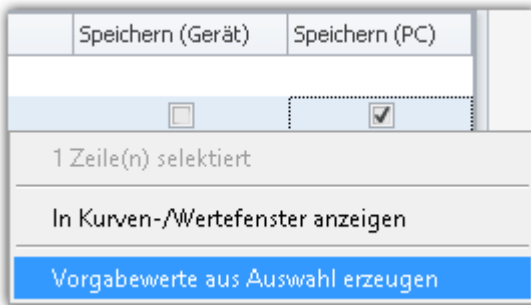 Speichern (Gerät) Speichern (PC)
1 Zeile(n) selektiert
In Kurven-/Wertefenster anzeigen
Vorgabewerte aus Auswahl erzeugen